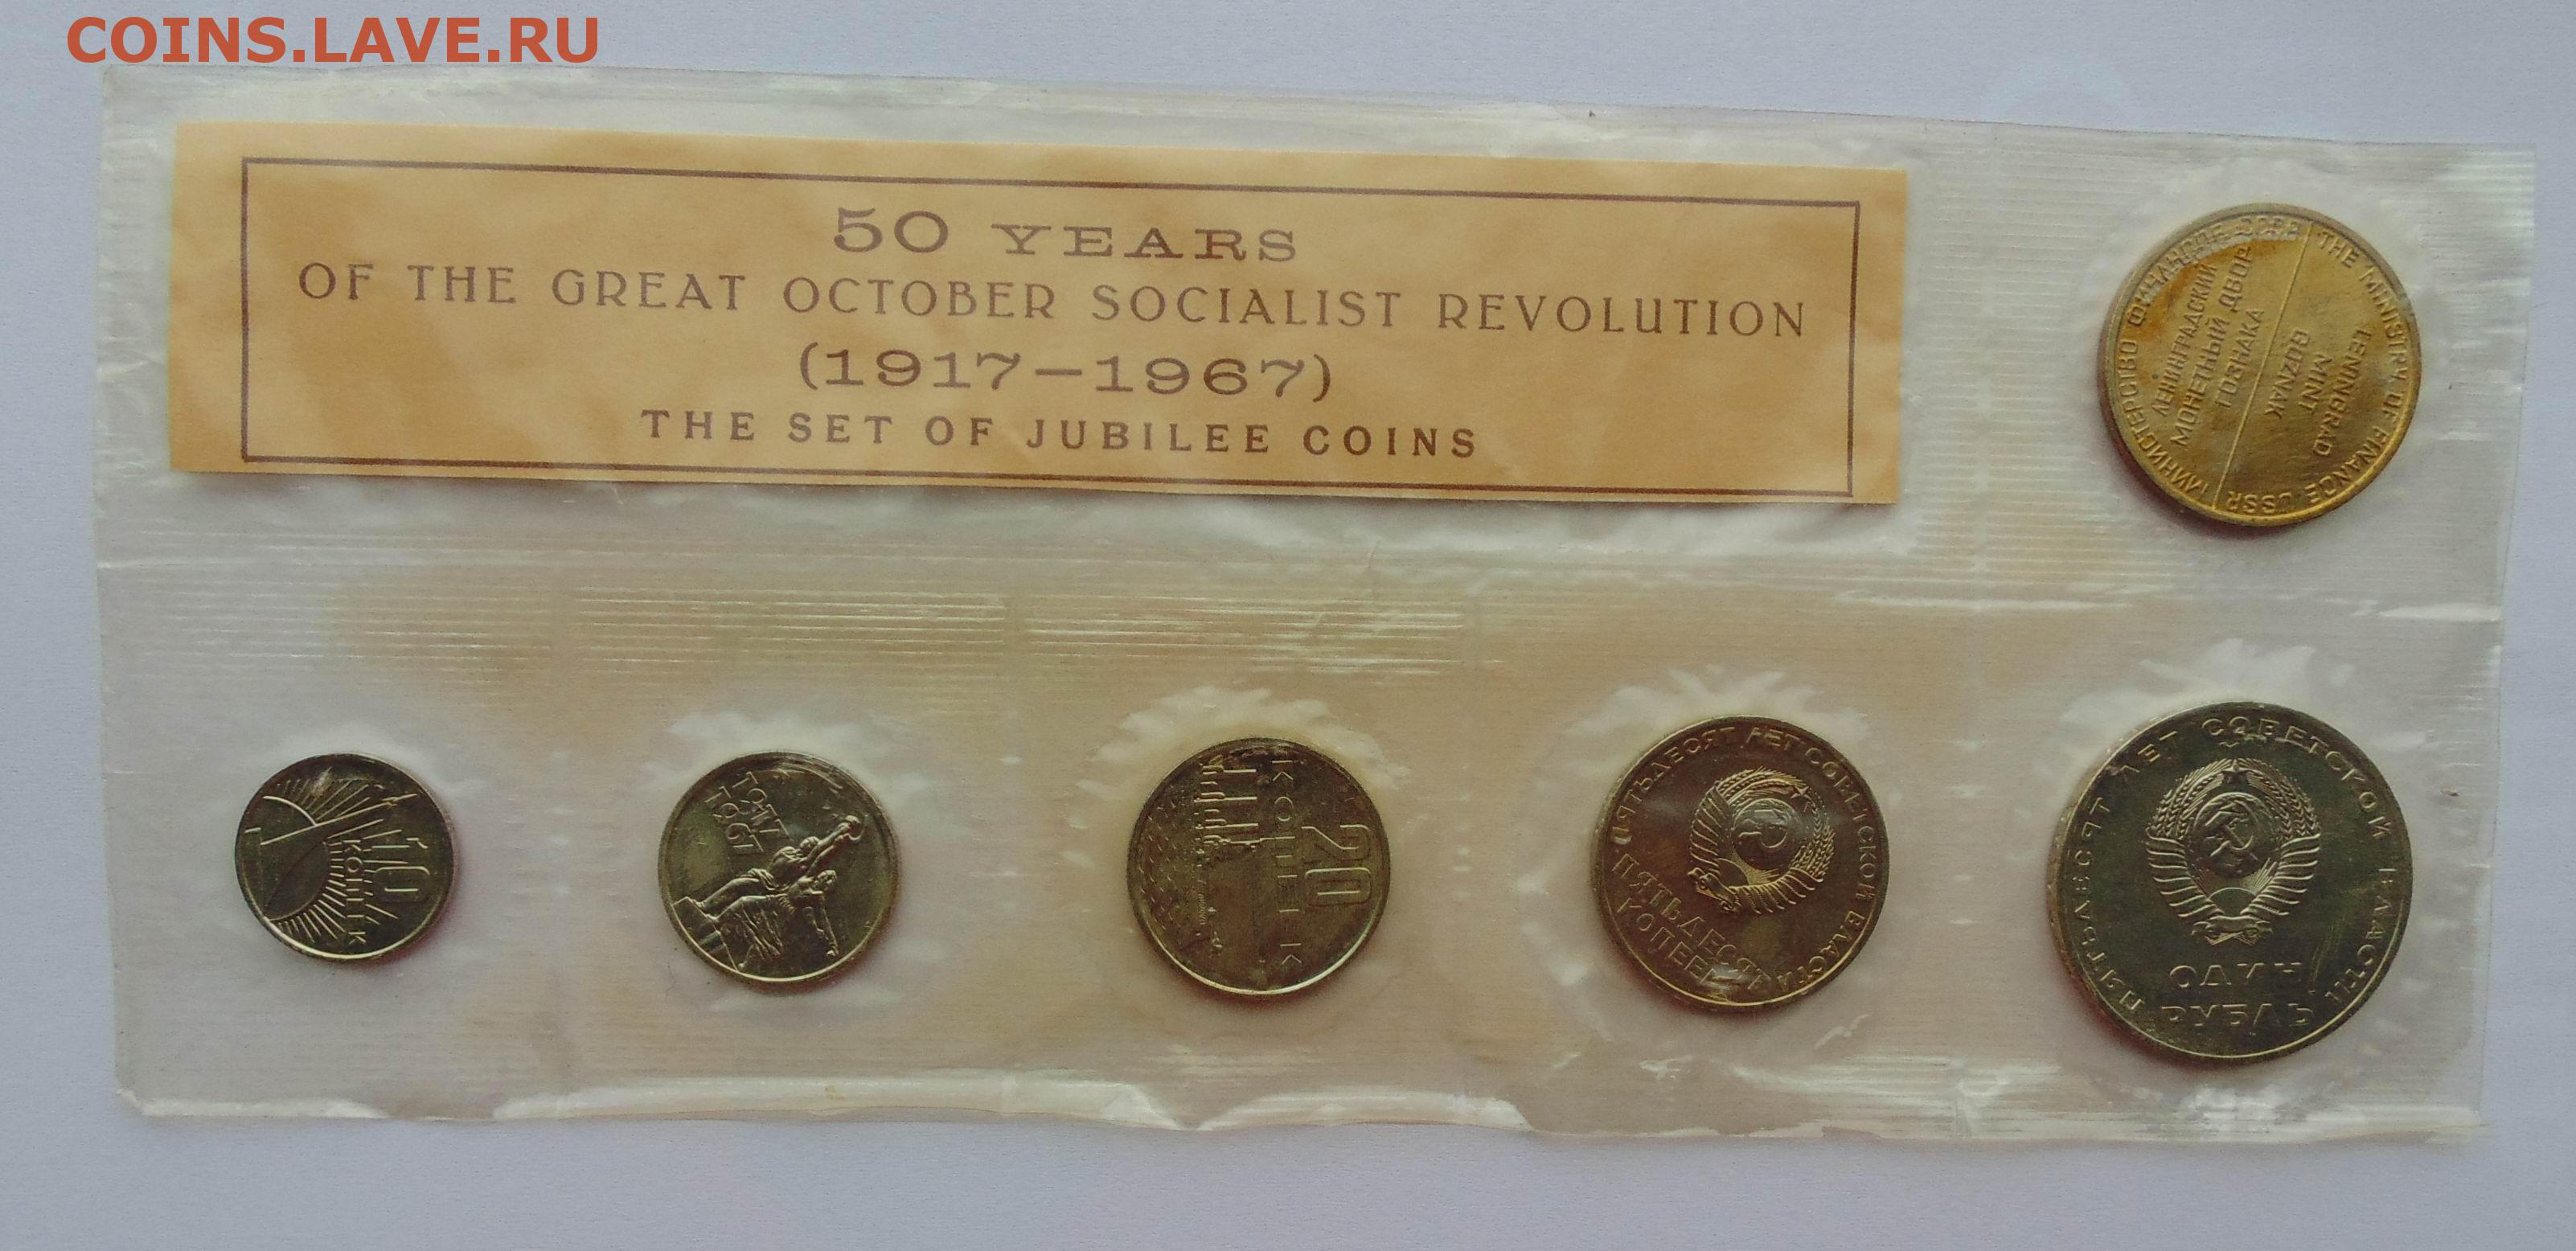 COINS.LAVE.RU
50 YEARS
OF THE GREAT OCTOBER SOCIALIST REVOLUTION
(1917—1967)
THE SET OF JUBILEE COINS
МИНИСТЕРСТВО ФИНАНСОВ СССР
ЛЕНИНГРАДСКИЙ
МОНЕТНЫЙ ДВОР
ГОЗНАКА
THE MINISTRY OF FINANCE USSR
LENINGRAD
MINT
GOZNAK
10
КОПЕЕК
1917
1967
20
КОПЕЕК
ПЯТЬДЕСЯТ ЛЕТ СОВЕТСКОЙ ВЛАСТИ
ПЯТЬДЕСЯТ
КОПЕЕК
ПЯТЬДЕСЯТ ЛЕТ СОВЕТСКОЙ ВЛАСТИ
ОДИН
РУБЛЬ